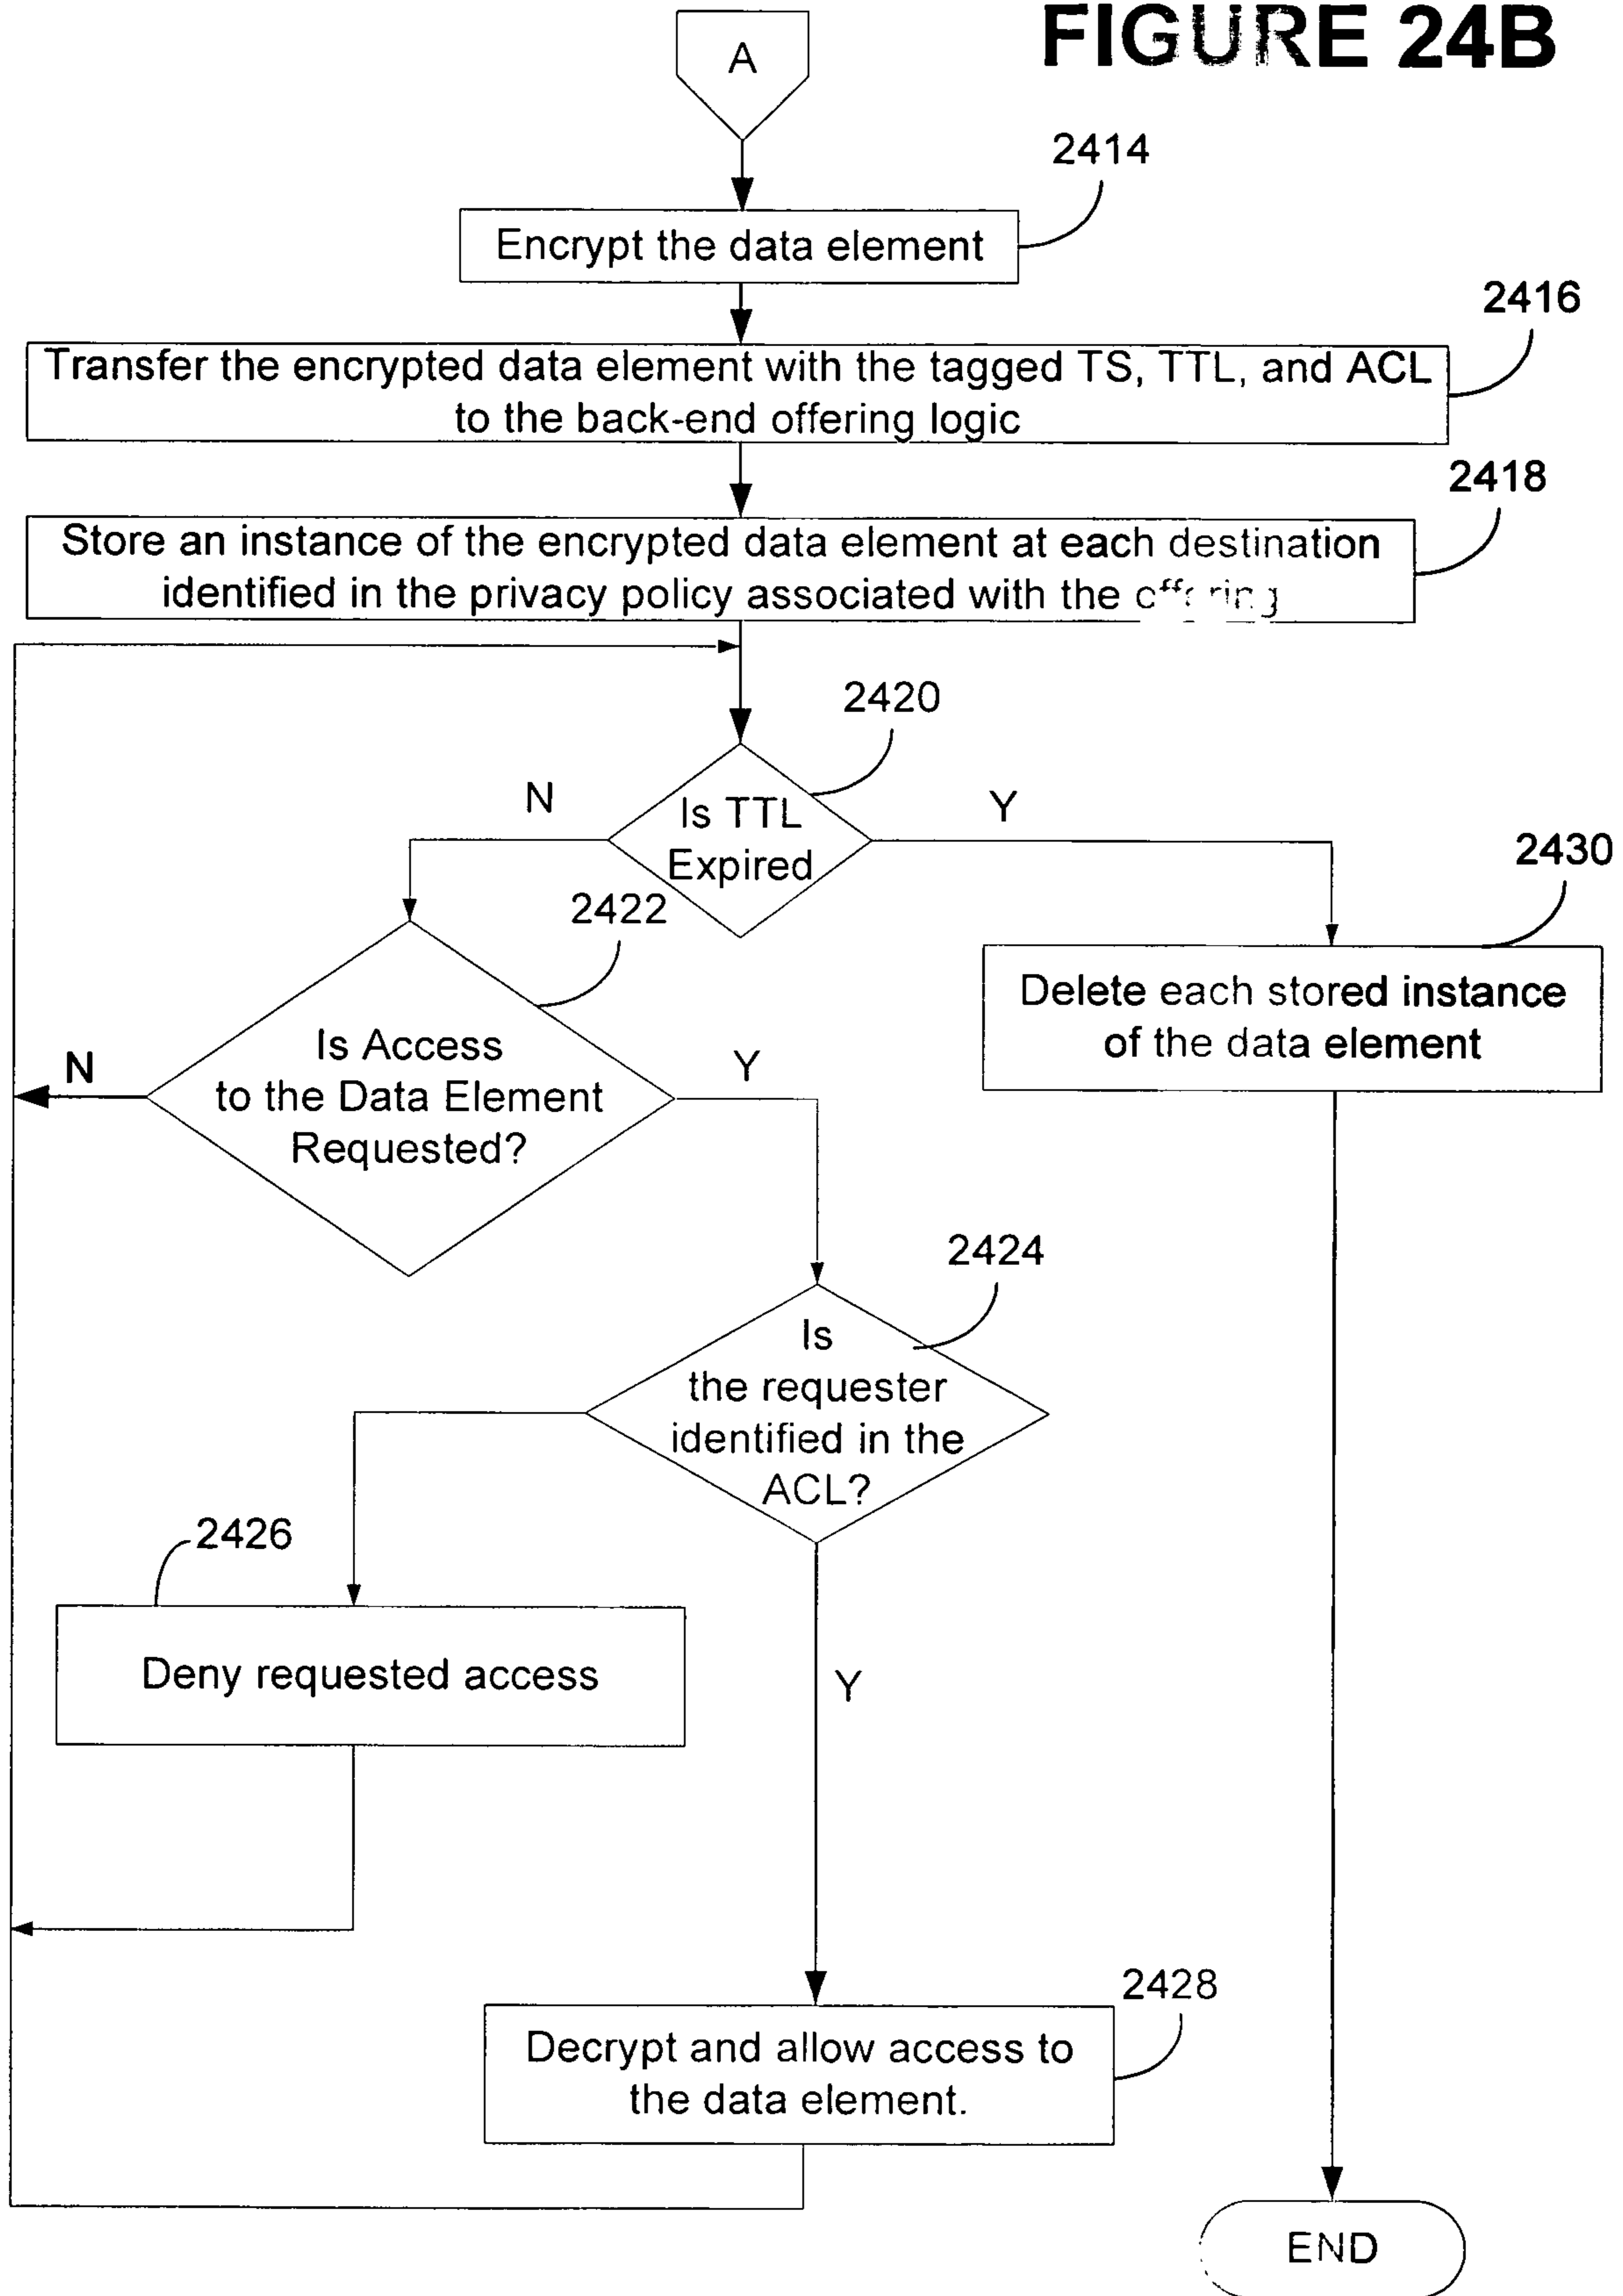 FIGURE 24B
A
2414
Encrypt the data element
2416
Transfer the encrypted data element with the tagged TS, TTL, and ACL
to the back-end offering logic
2418
Store an instance of the encrypted data element at each destination
identified in the privacy policy associated with the
2420
N
Is TTL
Expired
Y
2430
2422
Delete each stored instance
of the data element
Is Access
to the Data Element
Requested?
N
Y
2424
Is
the requester
identified in the
ACL?
2426
Deny requested access
Y
2428
Decrypt and allow access to
the data element.
END